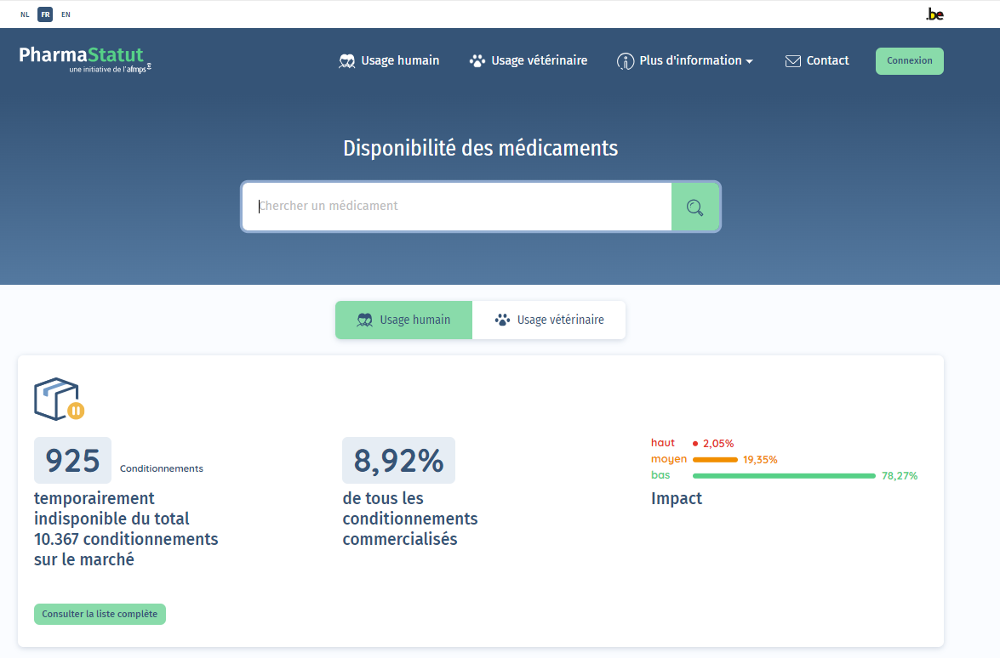 NL FR EN
.be
PharmaStatut
une initiative de l'afmps
Usage humain
Usage vétérinaire
Plus d'information
Contact
Connexion
Disponibilité des médicaments
Chercher un médicament
Usage humain
Usage vétérinaire
925 Conditionnements
temporairement
indisponible du total
10.367 conditionnements
sur le marché
8,92%
de tous les
conditionnements
commercialisés
haut 2,05%
moyen 19,35%
bas 78,27%
Impact
Consulter la liste complète